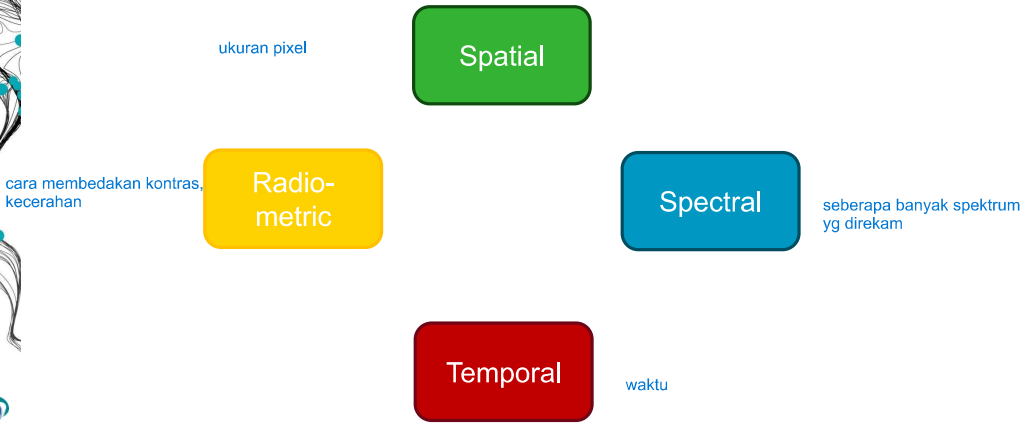 ukuran pixel
Spatial
cara membedakan kontras,
kecerahan
Radio-
metric
Spectral
seberapa banyak spektrum
yg direkam
Temporal
waktu